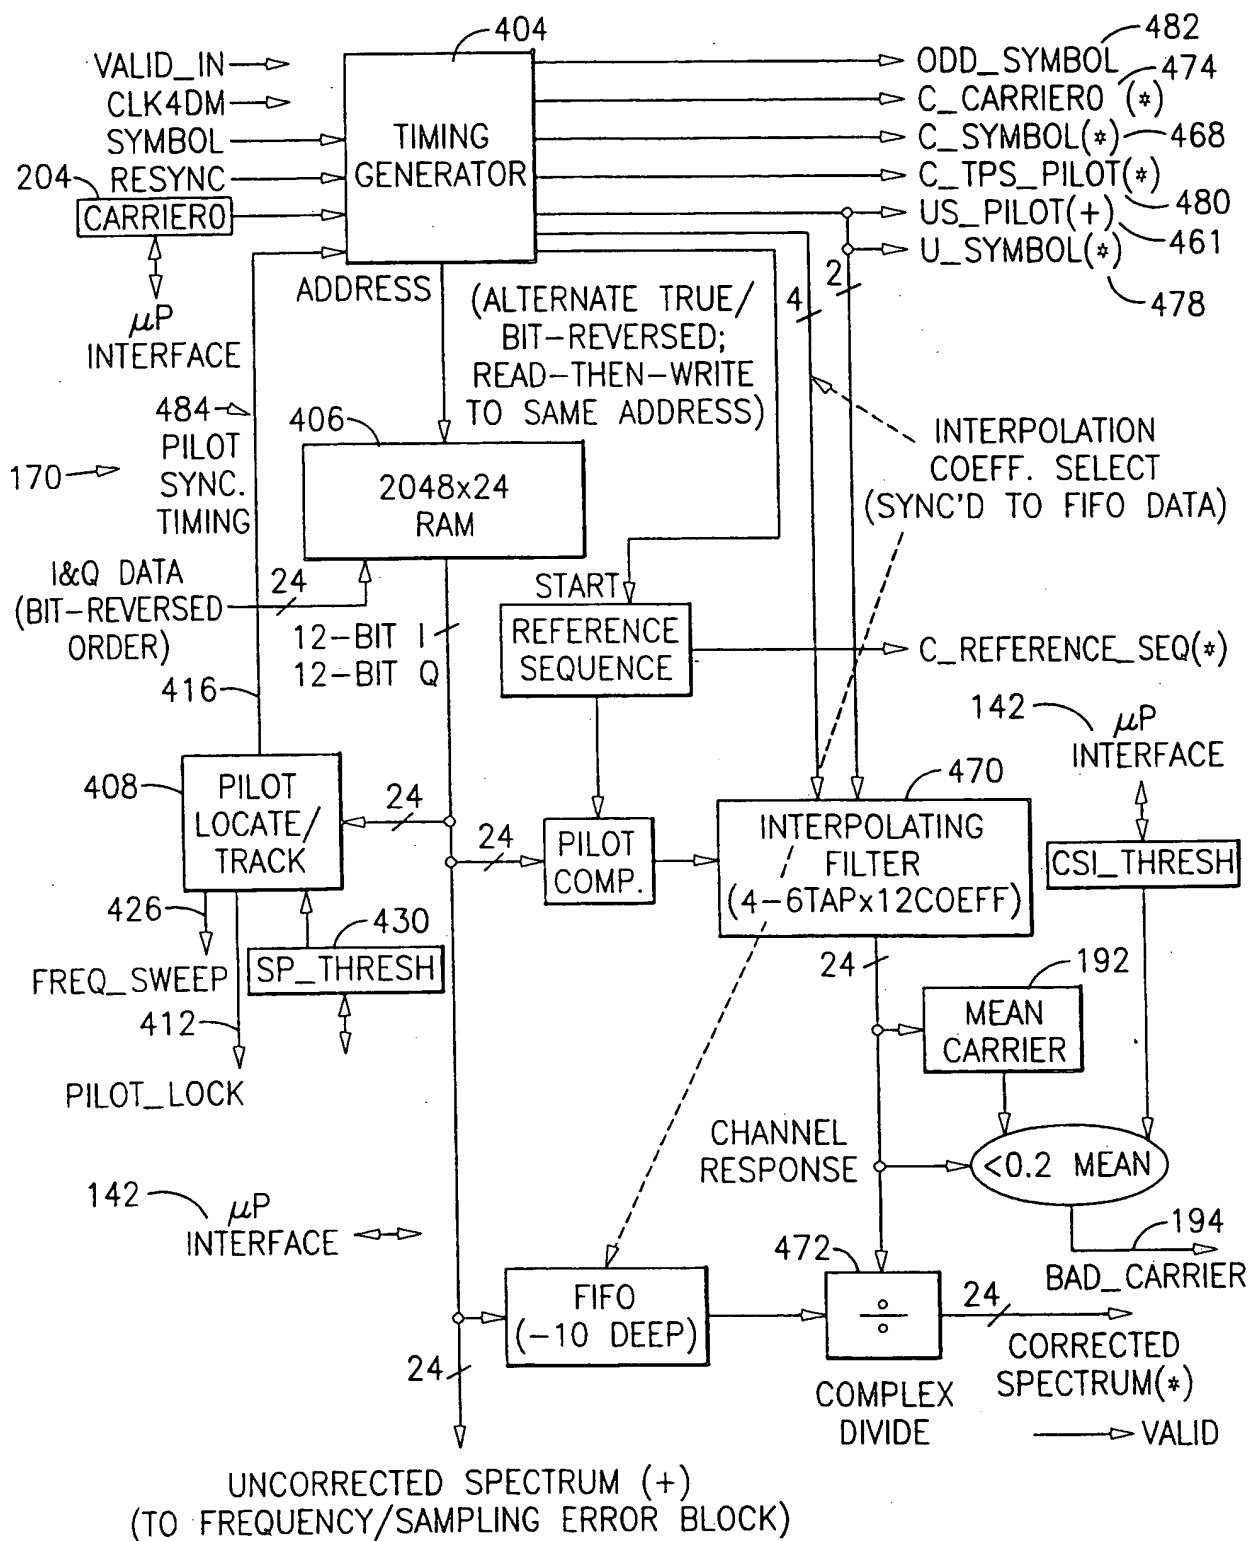 404
482
VALID_IN
ODD_SYMBOL
474
CLK4DM
C_CARRIER0 (*)
SYMBOL
TIMING
GENERATOR
C_SYMBOL(*)
468
RESYNC
C_TPS_PILOT(*)
480
204
CARRIER0
US_PILOT(+)
461
U_SYMBOL(*)
478
ADDRESS
(ALTERNATE TRUE/
BIT-REVERSED;
READ-THEN-WRITE
TO SAME ADDRESS)
4
2
μP
INTERFACE
484
PILOT
SYNC.
TIMING
170
406
2048x24
RAM
INTERPOLATION
COEFF. SELECT
(SYNC'D TO FIFO DATA)
I&Q DATA
(BIT-REVERSED
ORDER)
24
START
12-BIT I
12-BIT Q
REFERENCE
SEQUENCE
C_REFERENCE_SEQ(*)
416
142
μP
INTERFACE
408
PILOT
LOCATE/
TRACK
24
24
PILOT
COMP.
470
INTERPOLATING
FILTER
(4-6TAPx12COEFF)
CSI_THRESH
426
430
SP_THRESH
FREQ_SWEEP
412
PILOT_LOCK
24
192
MEAN
CARRIER
CHANNEL
RESPONSE
<0.2 MEAN
142
μP
INTERFACE
194
BAD_CARRIER
472
FIFO
(-10 DEEP)
÷
24
24
CORRECTED
SPECTRUM(*)
COMPLEX
DIVIDE
VALID
UNCORRECTED SPECTRUM (+)
(TO FREQUENCY/SAMPLING ERROR BLOCK)